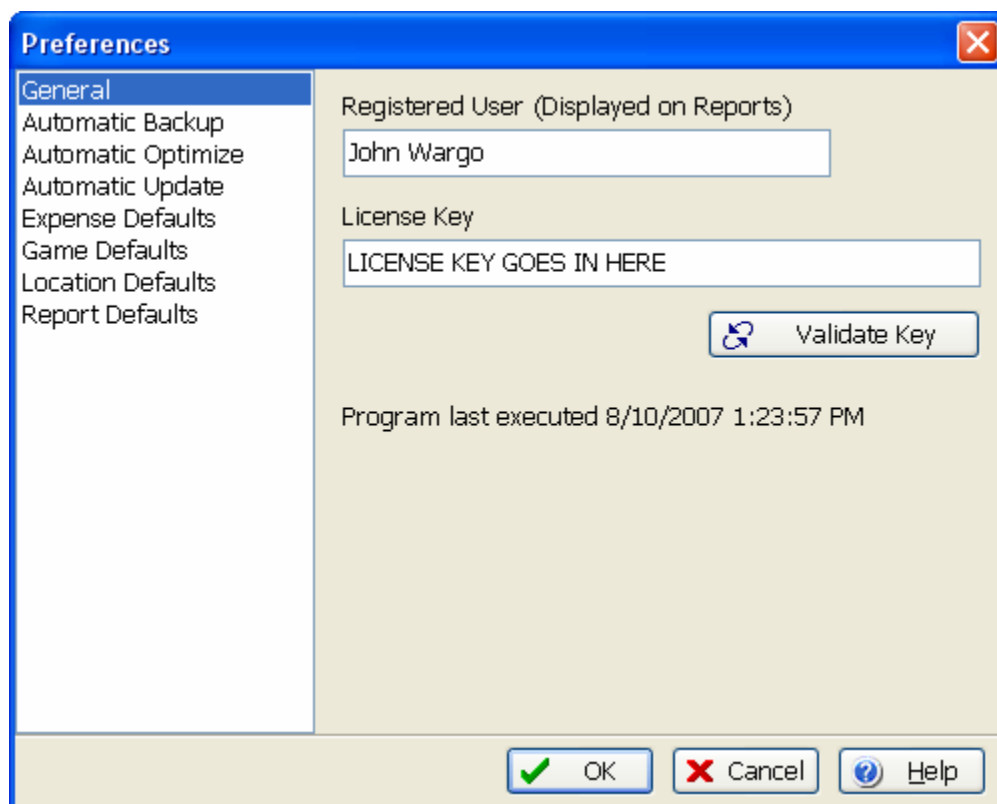 Preferences
General
Automatic Backup
Automatic Optimize
Automatic Update
Expense Defaults
Game Defaults
Location Defaults
Report Defaults
Registered User (Displayed on Reports)
John Wargo
License Key
LICENSE KEY GOES IN HERE
Validate Key
Program last executed 8/10/2007 1:23:57 PM
OK
Cancel
Help